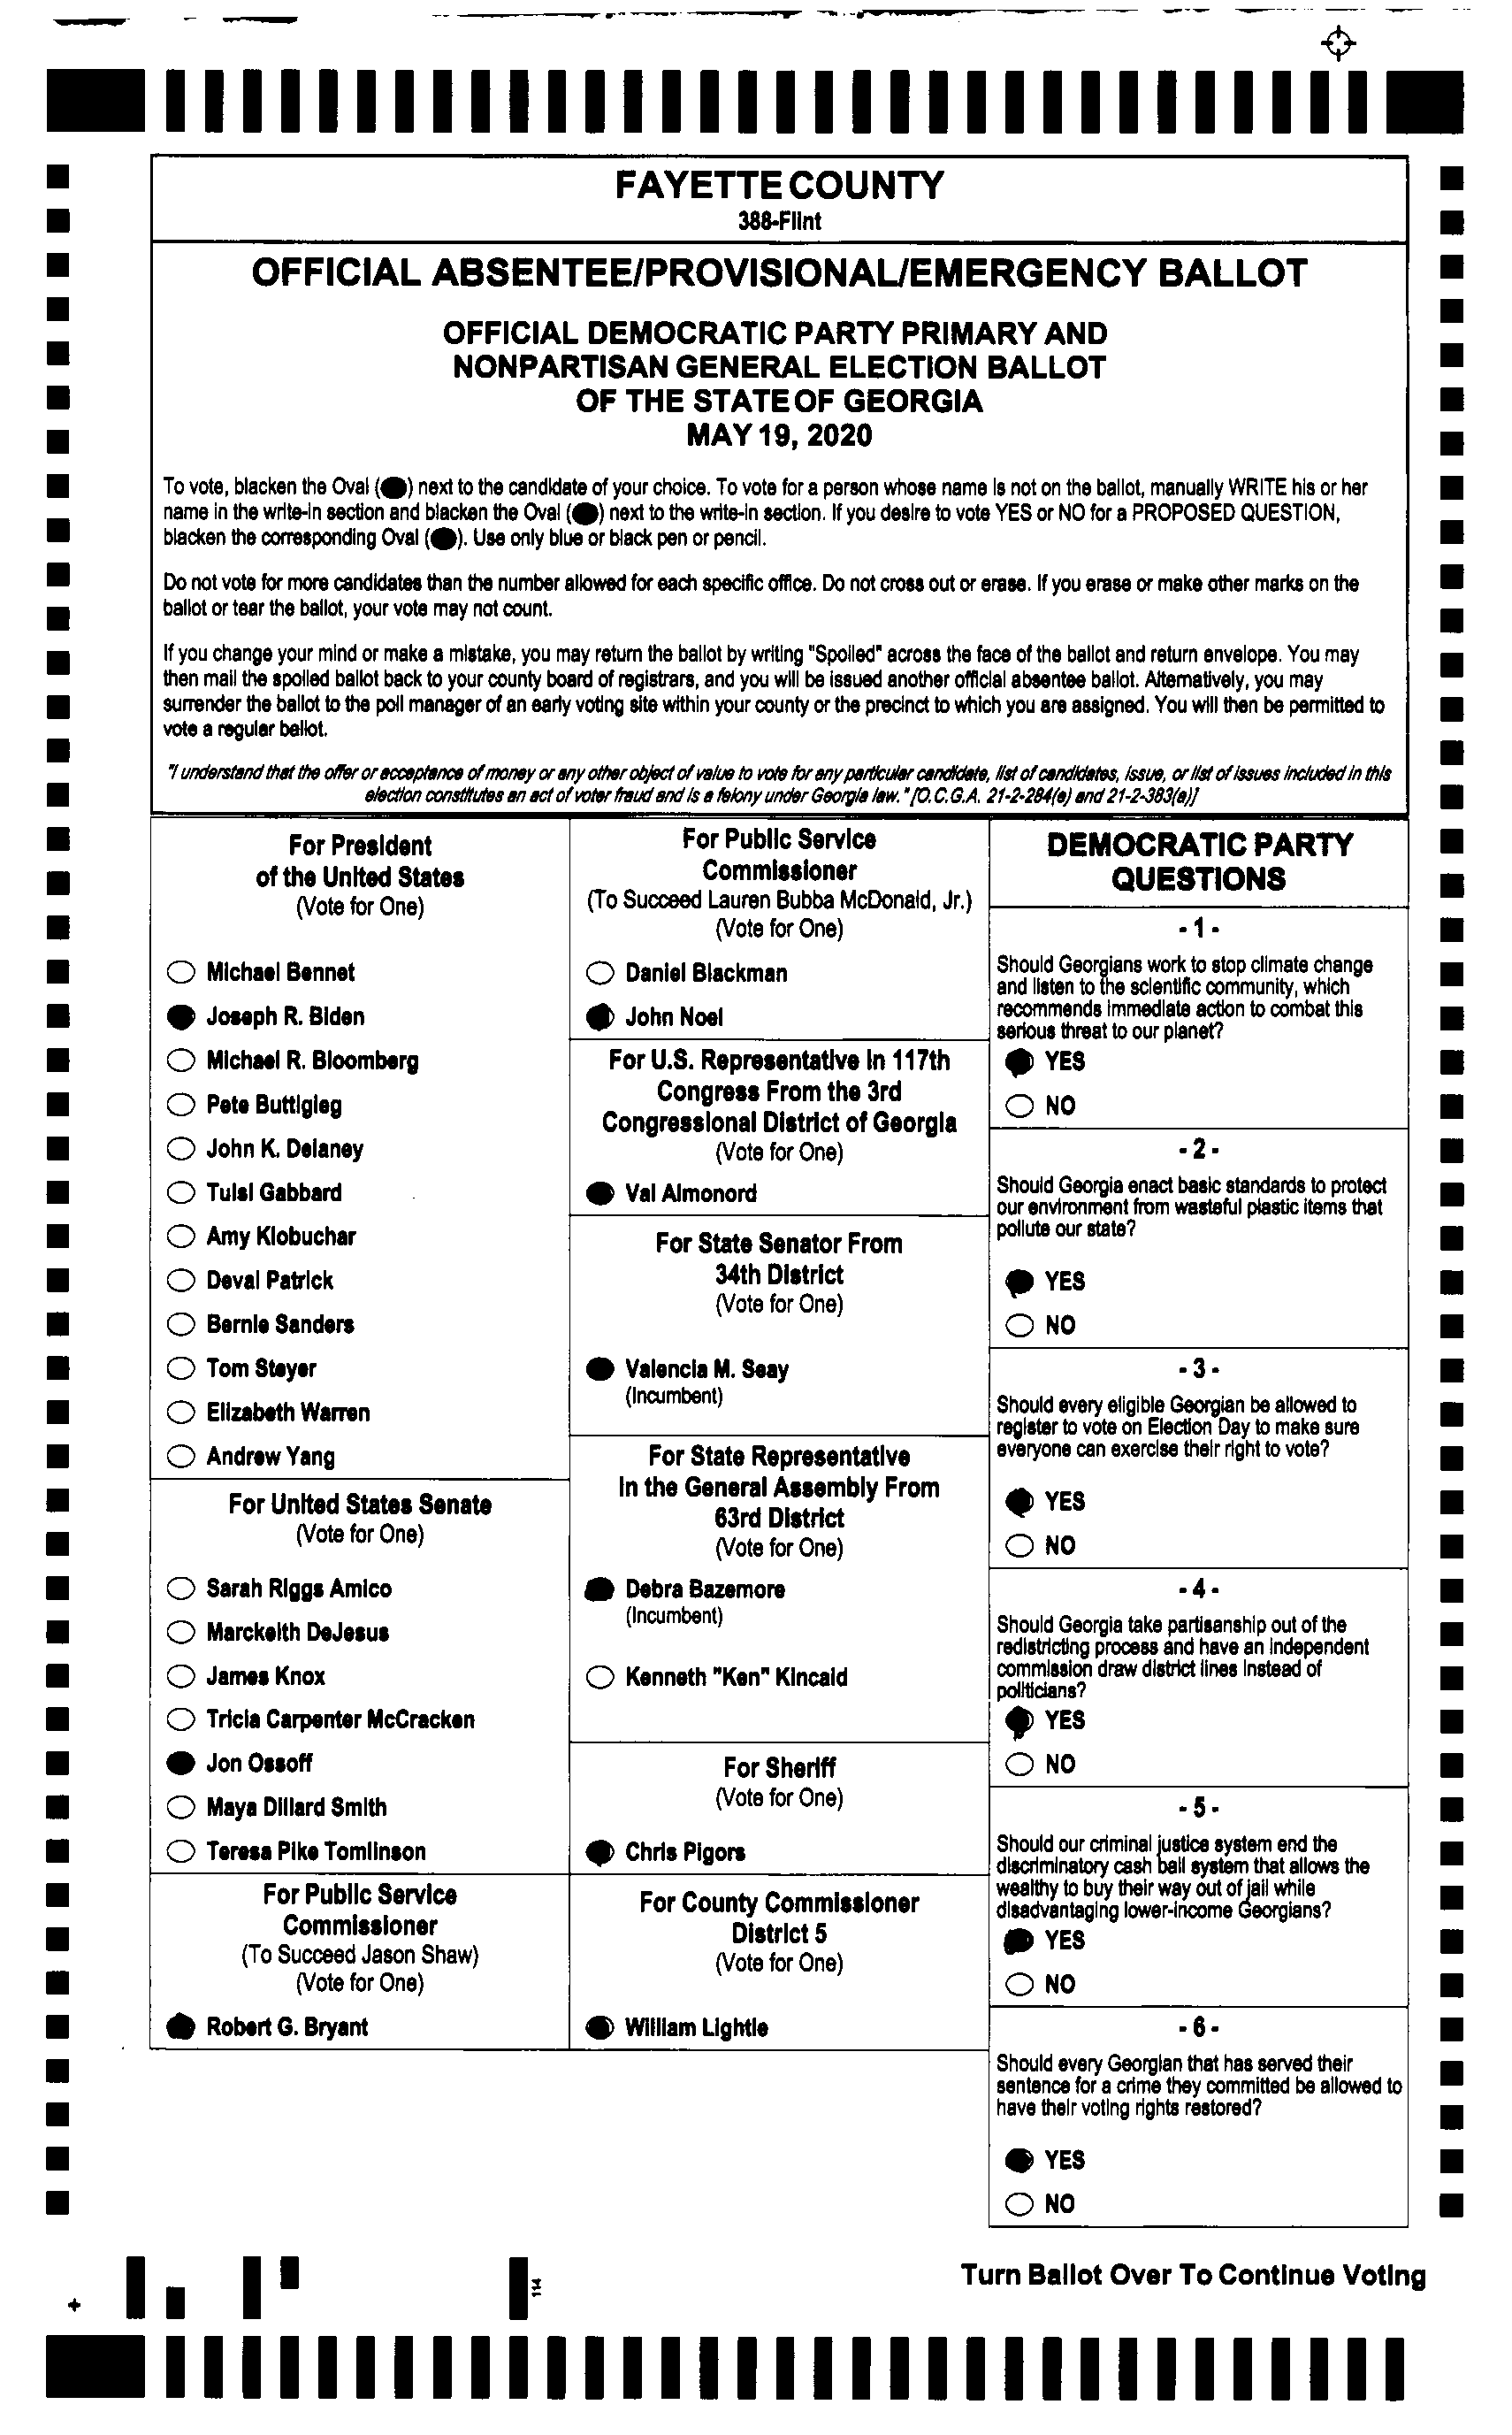 FAYETTE COUNTY
388-Flint
OFFICIAL ABSENTEE/PROVISIONAL/EMERGENCY BALLOT
OFFICIAL DEMOCRATIC PARTY PRIMARY AND
NONPARTISAN GENERAL ELECTION BALLOT
OF THE STATE OF GEORGIA
MAY 19, 2020
To vote, blacken the Oval ( ) next to the candidate of your choice. To vote for a person whose name is not on the ballot, manually WRITE his or her
name in the write-in section and blacken the Oval ( ) next to the write-in section. If you desire to vote YES or NO for a PROPOSED QUESTION,
blacken the corresponding Oval ( ). Use only blue or black pen or pencil.
Do not vote for more candidates than the number allowed for each specific office. Do not cross out or erase. If you erase or make other marks on the
ballot or tear the ballot, your vote may not count.
If you change your mind or make a mistake, you may return the ballot by writing "Spoiled" across the face of the ballot and return envelope. You may
then mail the spoiled ballot back to your county board of registrars, and you will be issued another official absentee ballot. Alternatively, you may
surrender the ballot to the poll manager of an early voting site within your county or the precinct to which you are assigned. You will then be permitted to
vote a regular ballot.
"I understand that the offer or acceptance of money or any other object of value to vote for any particular candidate, list of candidates, issue, or list of issues included in this
election constitutes an act of voter fraud and is a felony under Georgia law." [O.C.G.A. 21-2-284(e) and 21-2-383(a)]
For President
of the United States
(Vote for One)
Michael Bennet
Joseph R. Biden
Michael R. Bloomberg
Pete Buttigieg
John K. Delaney
Tulsi Gabbard
Amy Klobuchar
Deval Patrick
Bernie Sanders
Tom Steyer
Elizabeth Warren
Andrew Yang
For United States Senate
(Vote for One)
Sarah Riggs Amico
Marckeith DeJesus
James Knox
Tricia Carpenter McCracken
Jon Ossoff
Maya Dillard Smith
Teresa Pike Tomlinson
For Public Service
Commissioner
(To Succeed Jason Shaw)
(Vote for One)
Robert G. Bryant
For Public Service
Commissioner
(To Succeed Lauren Bubba McDonald, Jr.)
(Vote for One)
Daniel Blackman
John Noel
For U.S. Representative in 117th
Congress From the 3rd
Congressional District of Georgia
(Vote for One)
Val Almonord
For State Senator From
34th District
(Vote for One)
Valencia M. Seay
(Incumbent)
For State Representative
In the General Assembly From
63rd District
(Vote for One)
Debra Bazemore
(Incumbent)
Kenneth "Ken" Kincaid
For Sheriff
(Vote for One)
Chris Pigors
For County Commissioner
District 5
(Vote for One)
William Lightle
DEMOCRATIC PARTY
QUESTIONS
- 1 -
Should Georgians work to stop climate change
and listen to the scientific community, which
recommends immediate action to combat this
serious threat to our planet?
YES
NO
- 2 -
Should Georgia enact basic standards to protect
our environment from wasteful plastic items that
pollute our state?
YES
NO
- 3 -
Should every eligible Georgian be allowed to
register to vote on Election Day to make sure
everyone can exercise their right to vote?
YES
NO
- 4 -
Should Georgia take partisanship out of the
redistricting process and have an independent
commission draw district lines instead of
politicians?
YES
NO
- 5 -
Should our criminal justice system end the
discriminatory cash bail system that allows the
wealthy to buy their way out of jail while
disadvantaging lower-income Georgians?
YES
NO
- 6 -
Should every Georgian that has served their
sentence for a crime they committed be allowed to
have their voting rights restored?
YES
NO
Turn Ballot Over To Continue Voting
114